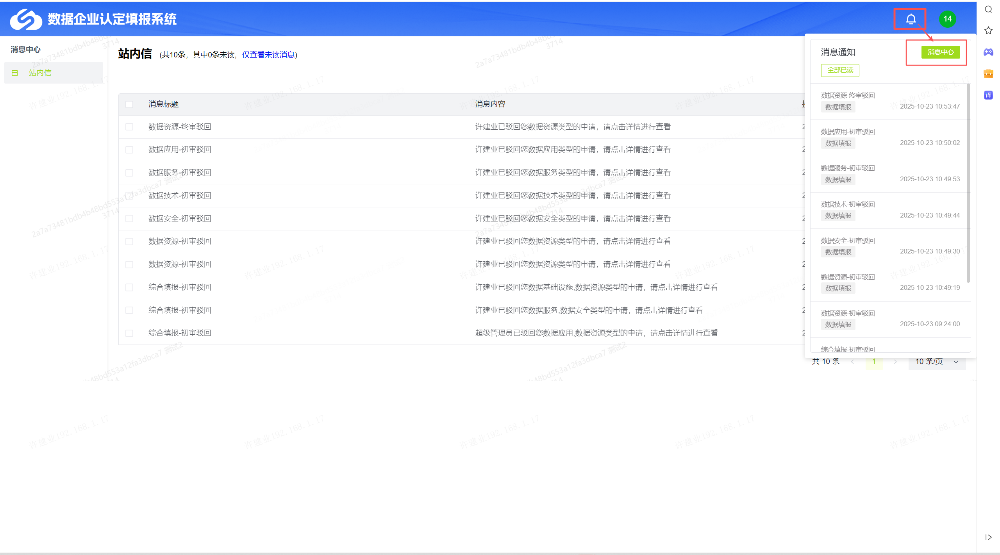 数据企业认定填报系统
14
消息中心
站内信
站内信 (共10条，其中0条未读，仅查看未读消息)
消息标题 消息内容
数据资源-终审驳回 许建业已驳回您数据资源类型的申请，请点击详情进行查看
数据应用-初审驳回 许建业已驳回您数据应用类型的申请，请点击详情进行查看
数据服务-初审驳回 许建业已驳回您数据服务类型的申请，请点击详情进行查看
数据技术-初审驳回 许建业已驳回您数据技术类型的申请，请点击详情进行查看
数据安全-初审驳回 许建业已驳回您数据安全类型的申请，请点击详情进行查看
数据资源-初审驳回 许建业已驳回您数据资源类型的申请，请点击详情进行查看
数据资源-初审驳回 许建业已驳回您数据资源类型的申请，请点击详情进行查看
综合填报-初审驳回 许建业已驳回您数据基础设施,数据资源类型的申请，请点击详情进行查看
综合填报-初审驳回 许建业已驳回您数据服务,数据安全类型的申请，请点击详情进行查看
综合填报-初审驳回 超级管理员已驳回您数据应用,数据资源类型的申请，请点击详情进行查看
共 10 条 1 10 条/页
消息通知 消息中心
全部已读
数据资源-终审驳回
数据填报 2025-10-23 10:53:47
数据应用-初审驳回
数据填报 2025-10-23 10:50:02
数据服务-初审驳回
数据填报 2025-10-23 10:49:53
数据技术-初审驳回
数据填报 2025-10-23 10:49:44
数据安全-初审驳回
数据填报 2025-10-23 10:49:30
数据资源-初审驳回
数据填报 2025-10-23 10:49:19
数据资源-初审驳回
数据填报 2025-10-23 09:24:00
综合填报-初审驳回
译
2a7a73481bdb4b48bd553a12fa3dbca7 测试2
3714
许建业192.168.1.17